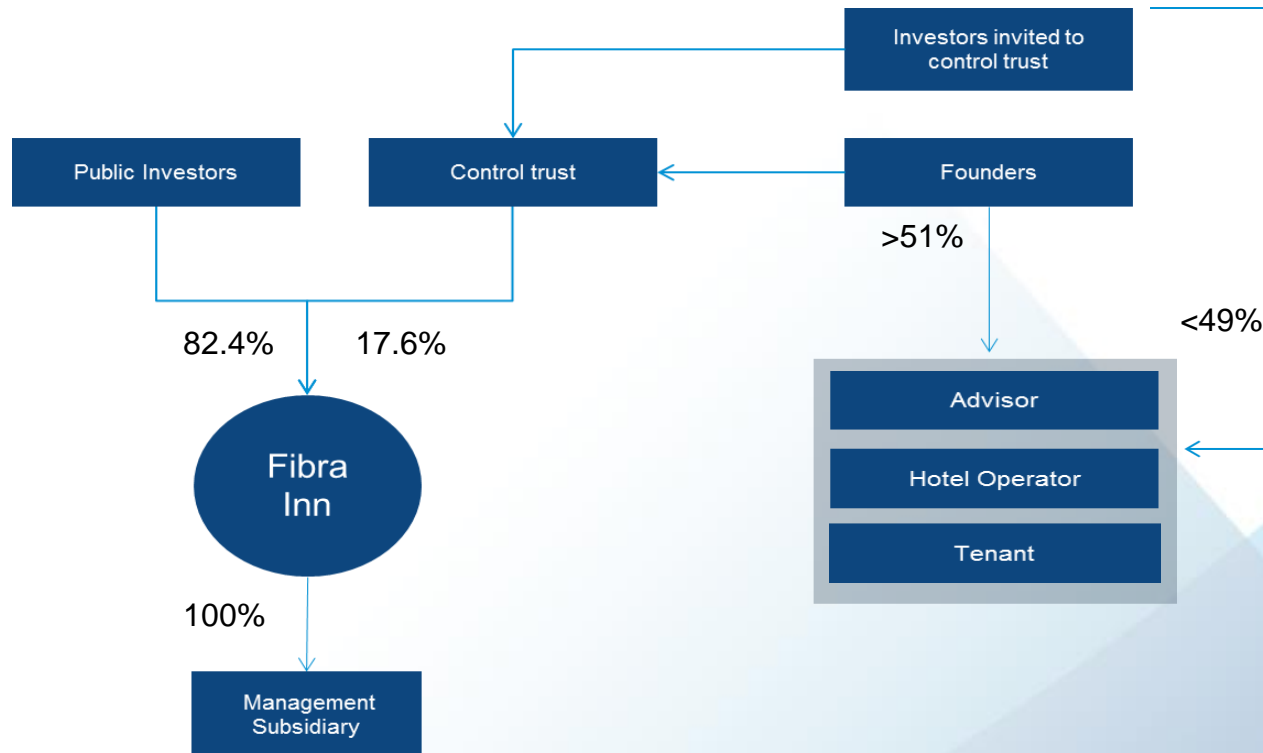 Investors invited to
control trust
Public Investors
Control trust
Founders
>51%
<49%
82.4%
17.6%
Advisor
Fibra
Inn
Hotel Operator
Tenant
100%
Management
Subsidiary